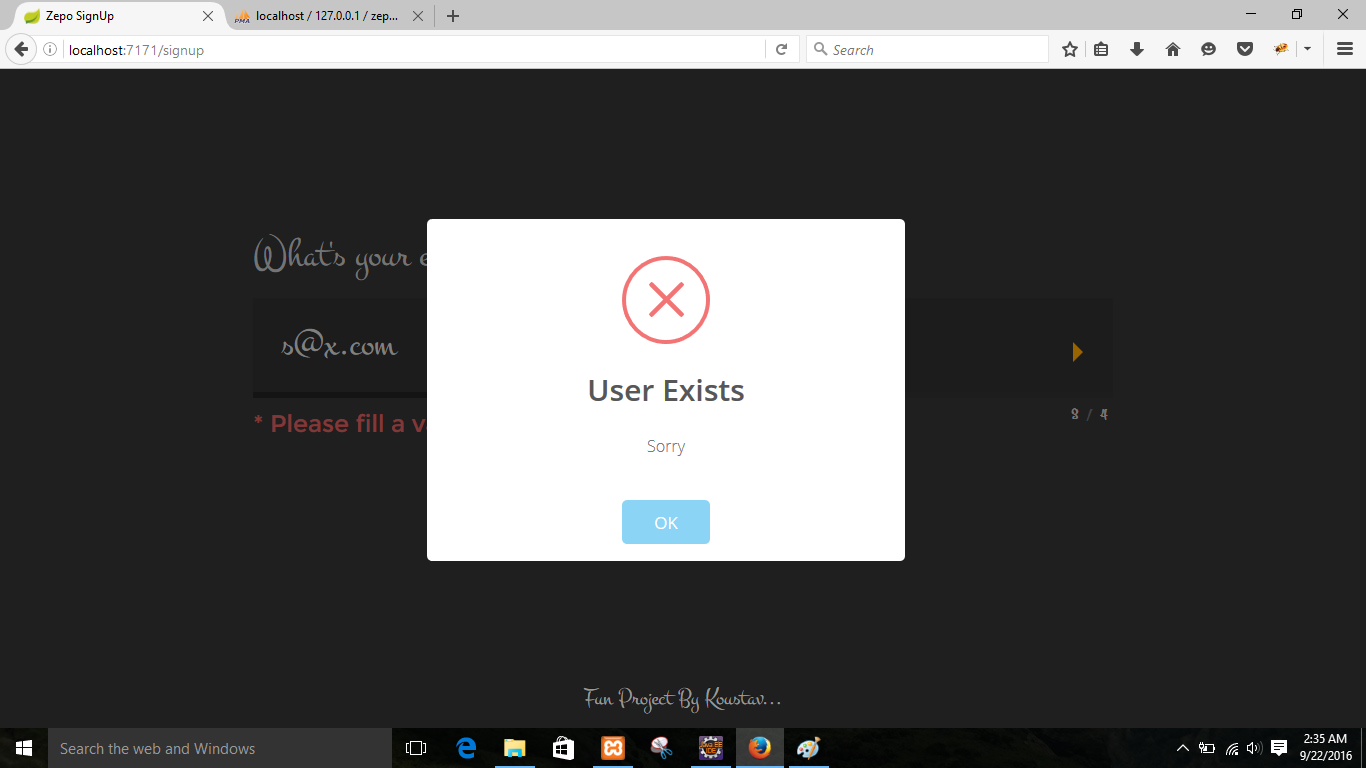 Zepo SignUp
localhost / 127.0.0.1 / zep...
localhost:7171/signup
Search
What's your e
s@x.com
* Please fill a v
3 / 4
User Exists
Sorry
OK
Fun Project By Koustav...
Search the web and Windows
2:35 AM
9/22/2016